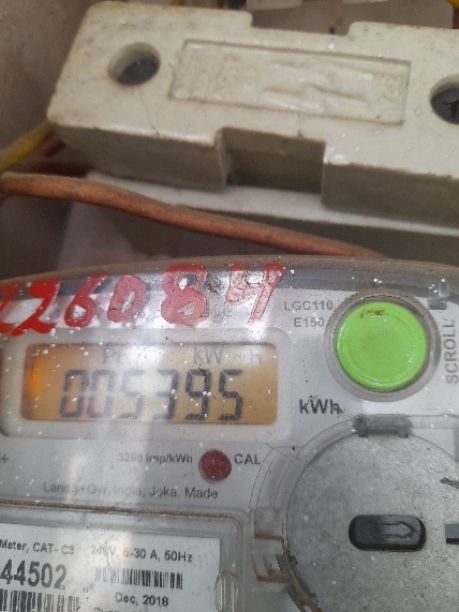 226084
LGC110
E150
SCROLL
KW h
005395
kWh
3200 imp/kWh
CAL
Landis+Gyr, India, Joka, Made
Meter, CAT- C3 240V, 5-30 A, 50Hz
44502
Dec, 2018